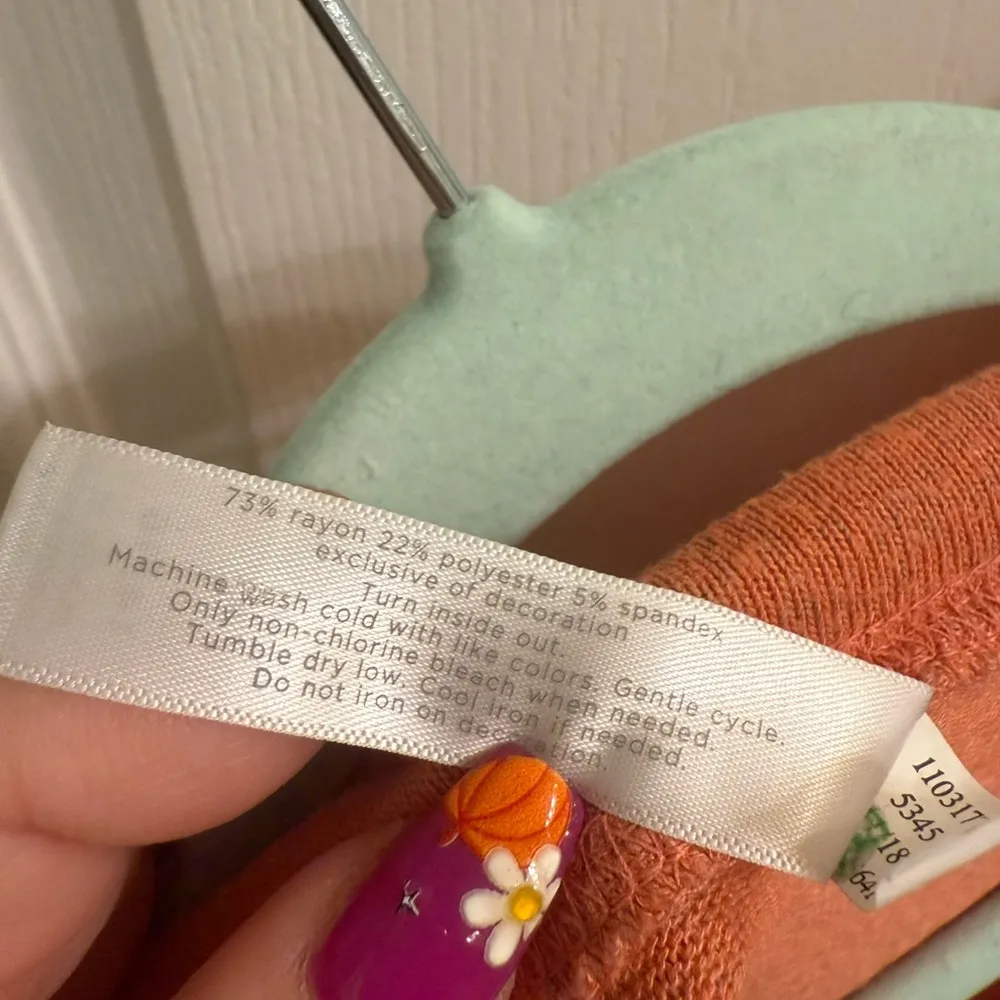 73% rayon 22% polyester 5% spandex
exclusive of decoration
Turn inside out.
Machine wash cold with like colors. Gentle cycle.
Only non-chlorine bleach when needed.
Tumble dry low. Cool iron if needed.
Do not iron on decoration.
110317
S345
18